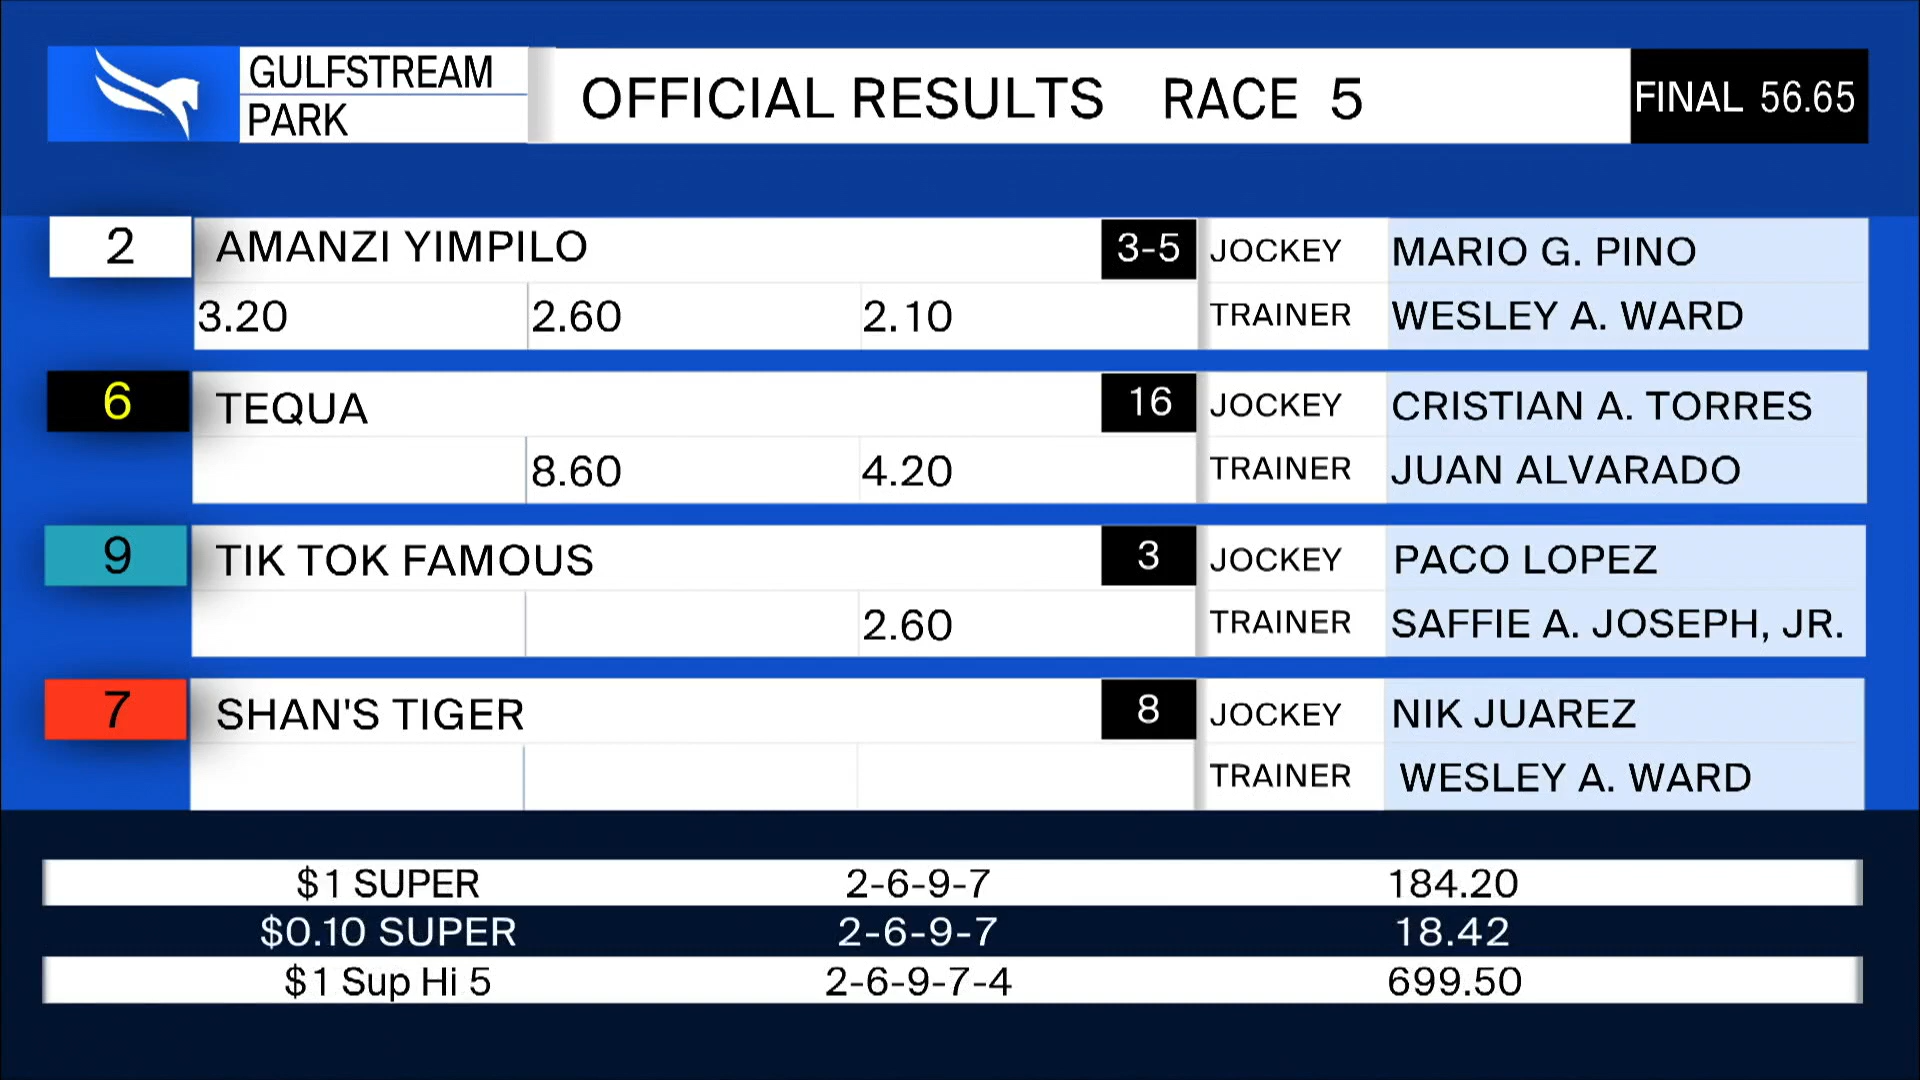 GULFSTREAM
PARK
OFFICIAL RESULTS RACE 5
FINAL 56.65
2 AMANZI YIMPILO 3-5 JOCKEY MARIO G. PINO
3.20 2.60 2.10 TRAINER WESLEY A. WARD
6 TEQUA 16 JOCKEY CRISTIAN A. TORRES
8.60 4.20 TRAINER JUAN ALVARADO
9 TIK TOK FAMOUS 3 JOCKEY PACO LOPEZ
2.60 TRAINER SAFFIE A. JOSEPH, JR.
7 SHAN'S TIGER 8 JOCKEY NIK JUAREZ
TRAINER WESLEY A. WARD
$1 SUPER 2-6-9-7 184.20
$0.10 SUPER 2-6-9-7 18.42
$1 Sup Hi 5 2-6-9-7-4 699.50